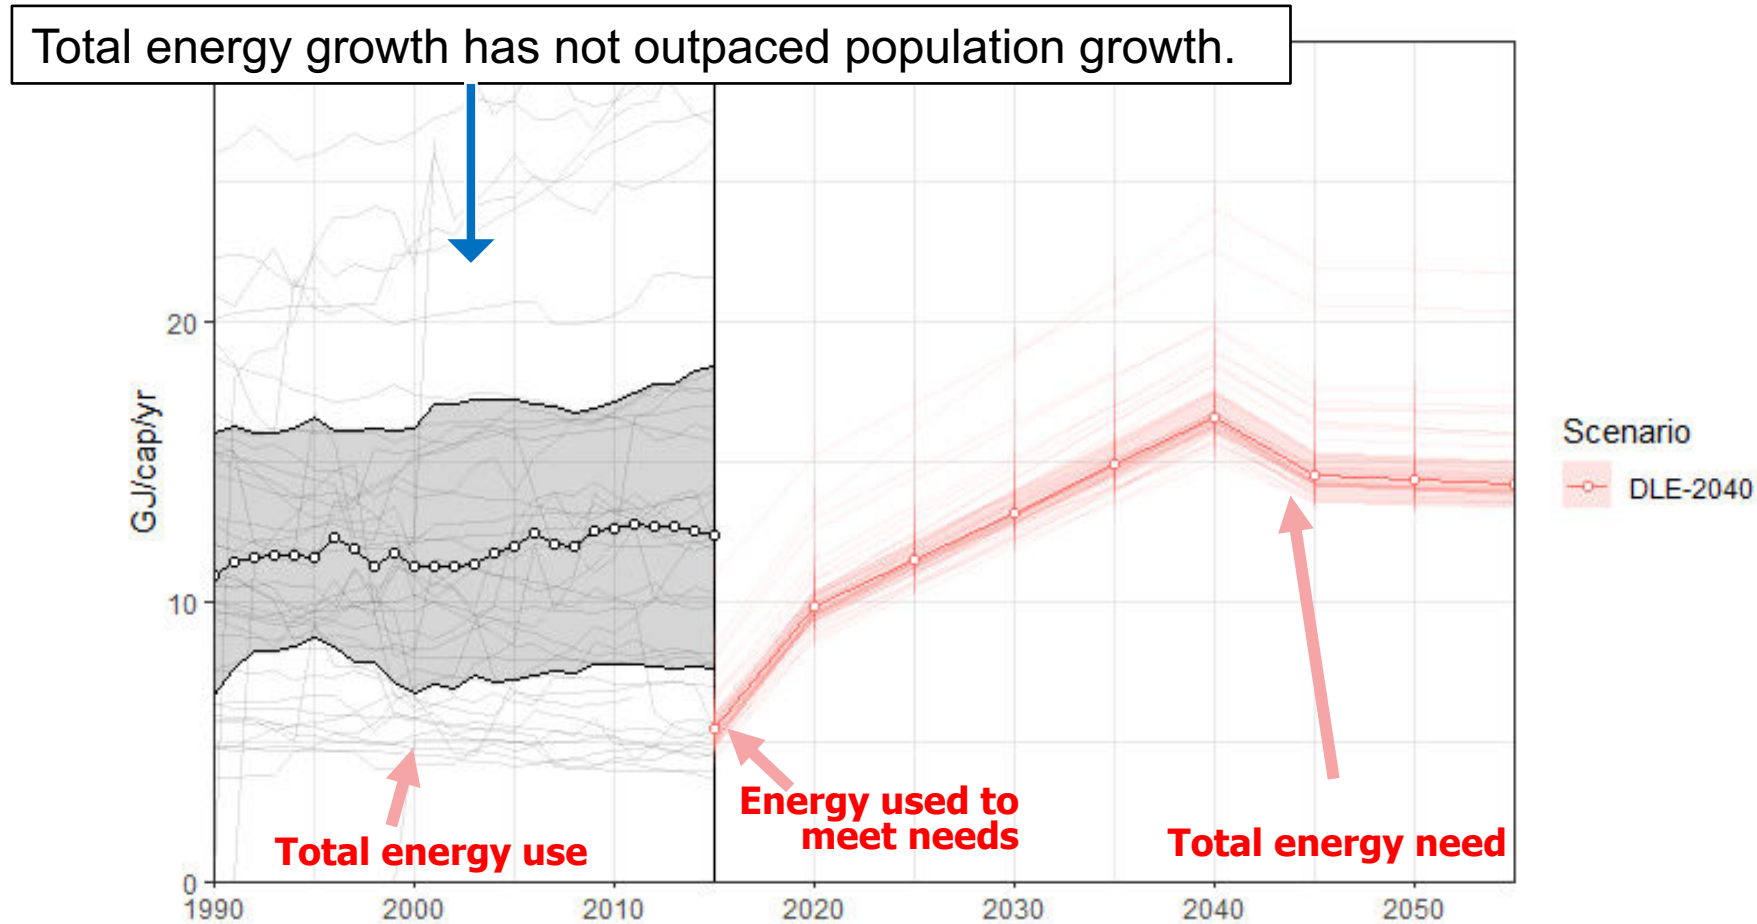 Total energy growth has not outpaced population growth.
GJ/cap/yr
20
10
0
1990
2000
2010
2020
2030
2040
2050
Total energy use
Energy used to
meet needs
Total energy need
Scenario
DLE-2040